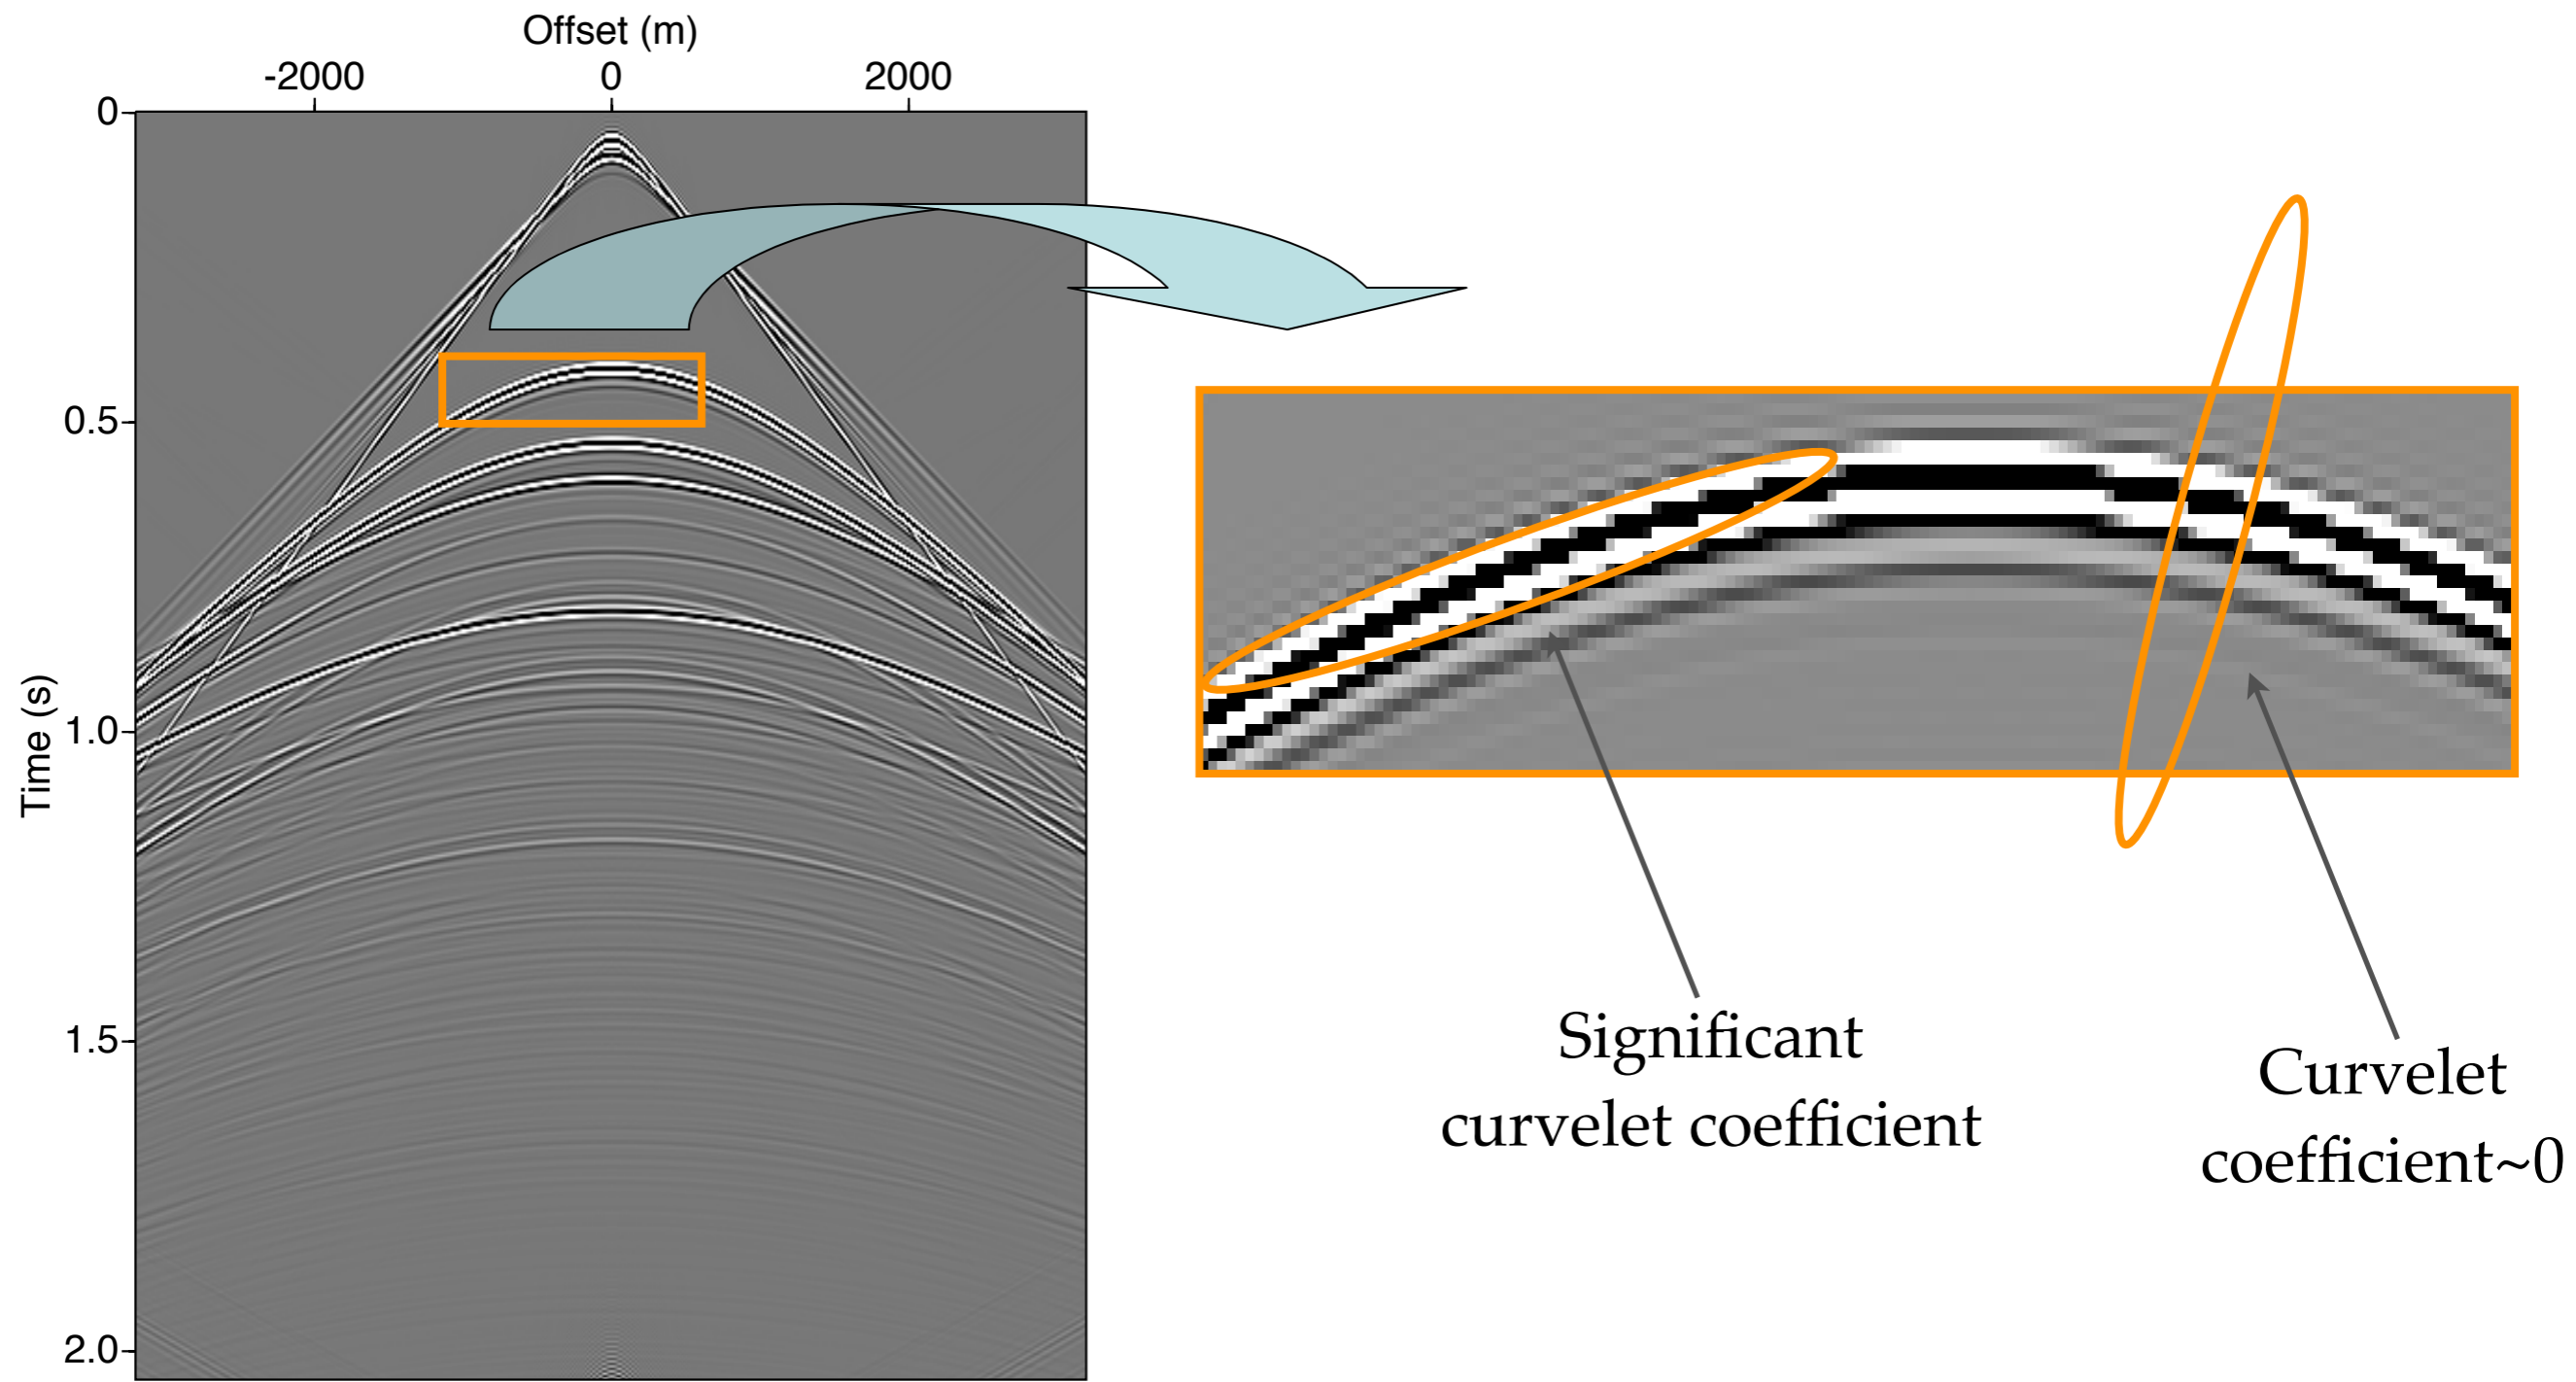 Offset (m)
-2000 0 2000
0
0.5
1.0
1.5
2.0
Time (s)
Significant
curvelet coefficient
Curvelet
coefficient~0